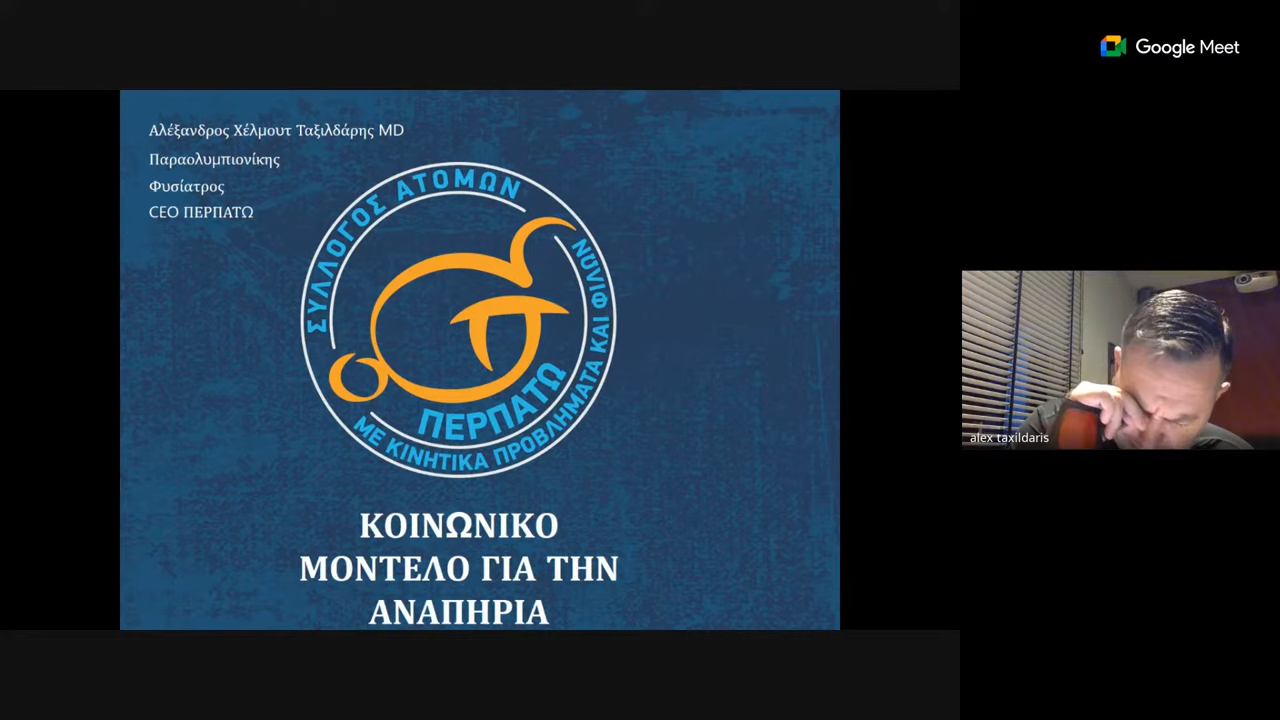 Google Meet
Αλέξανδρος Χέλμουτ Ταξιλδάρης MD
Παραολυμπιονίκης
Φυσίατρος
CEO ΠΕΡΠΑΤΩ
ΣΥΛΛΟΓΟΣ ΑΤΟΜΩΝ
ΜΕ ΚΙΝΗΤΙΚΑ ΠΡΟΒΛΗΜΑΤΑ ΚΑΙ ΦΙΛΩΝ
ΠΕΡΠΑΤΩ
ΚΟΙΝΩΝΙΚΟ
ΜΟΝΤΕΛΟ ΓΙΑ ΤΗΝ
ΑΝΑΠΗΡΙΑ
alex taxildaris